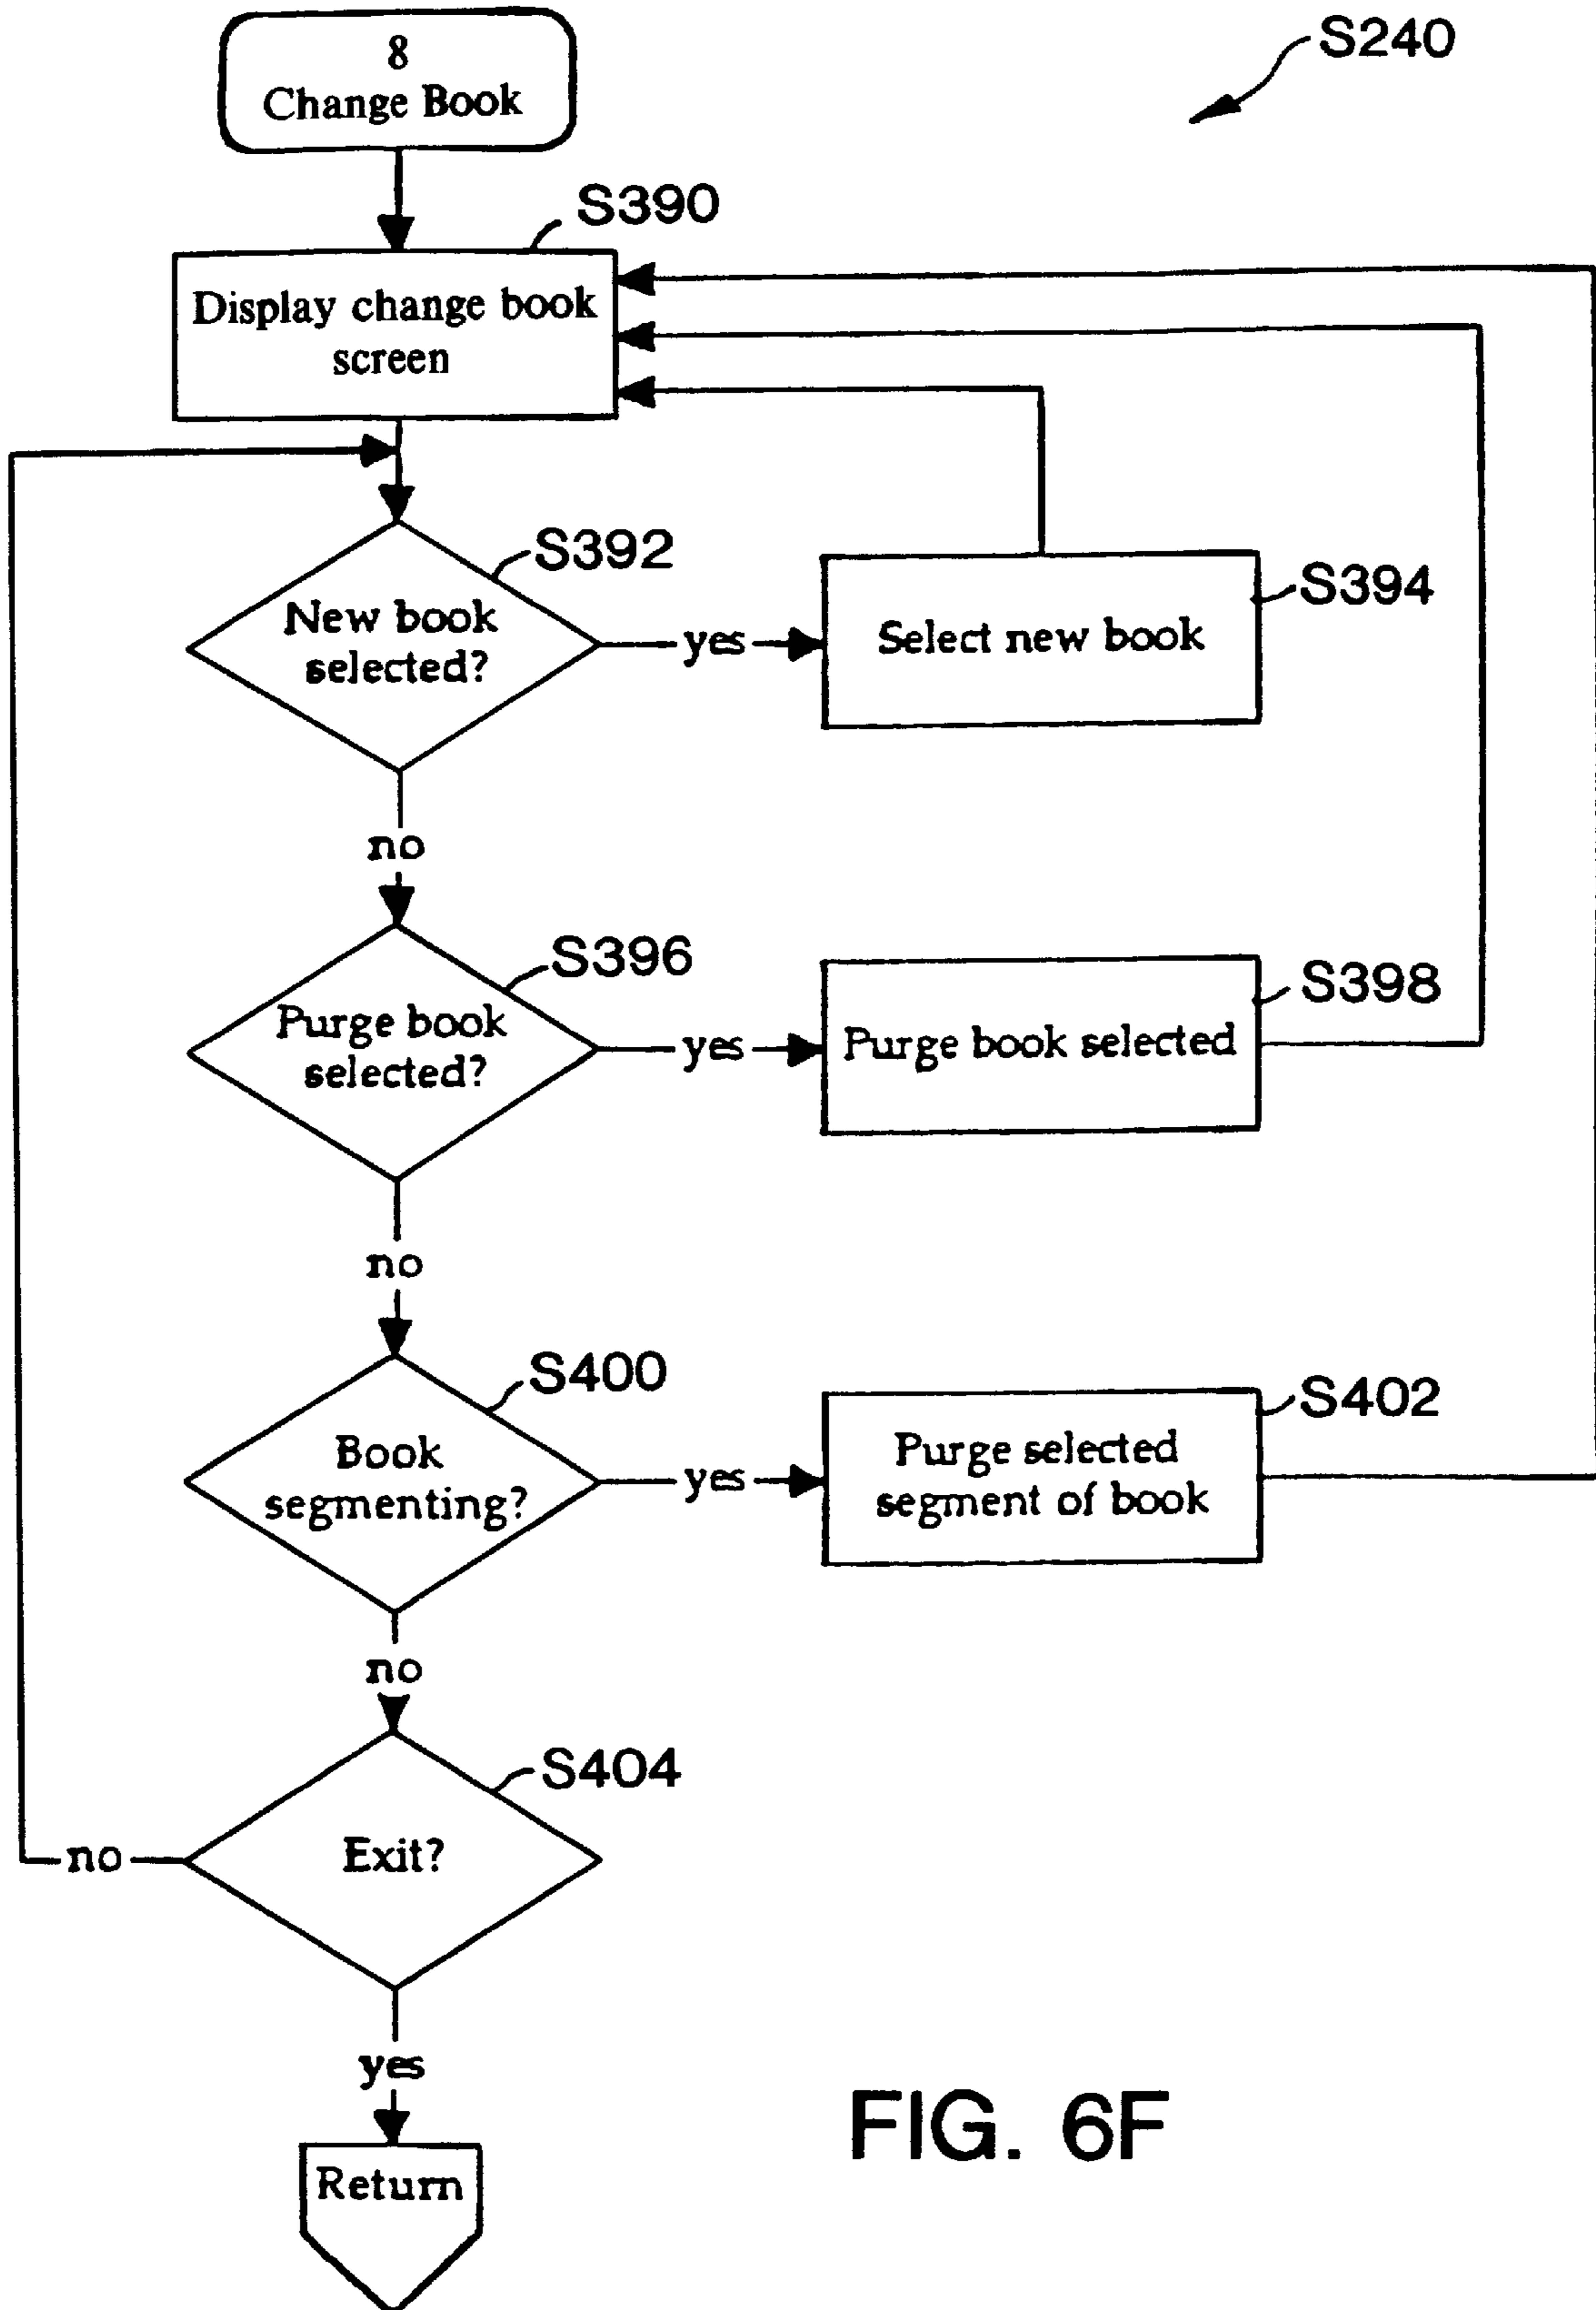 8
Change Book
S240
S390
Display change book
screen
S392
New book
selected?
yes
S394
Select new book
no
S396
Purge book
selected?
yes
S398
Purge book selected
no
S400
Book
segmenting?
yes
S402
Purge selected
segment of book
no
S404
Exit?
no
yes
Return
FIG. 6F